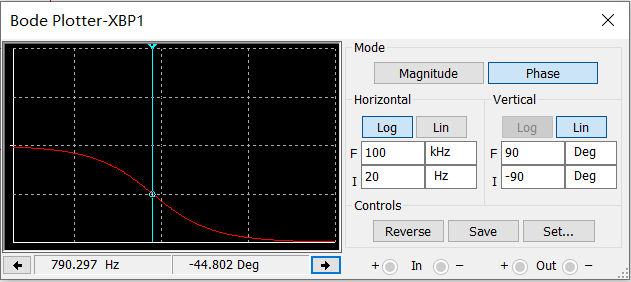 Bode Plotter-XBP1
Mode
Magnitude Phase
Horizontal Vertical
Log Lin Log Lin
F 100 kHz F 90 Deg
I 20 Hz I -90 Deg
Controls
Reverse Save Set...
790.297 Hz -44.802 Deg
+ In − + Out −